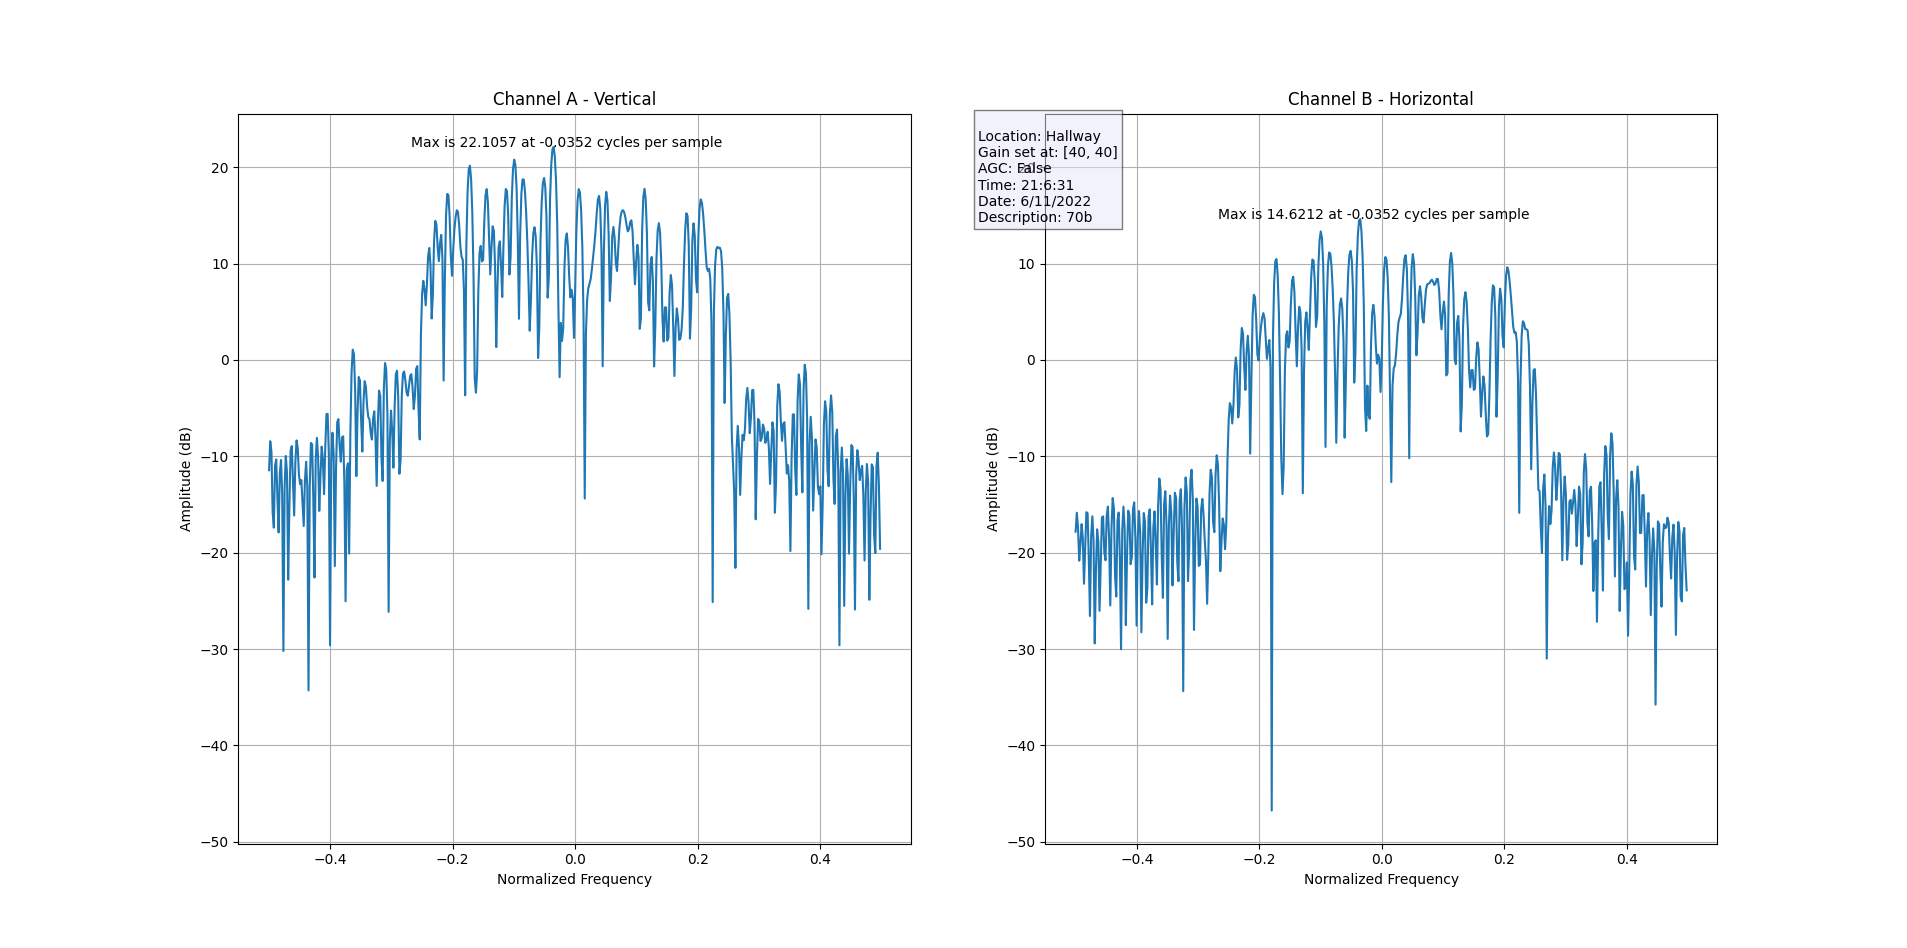 Channel A - Vertical
Max is 22.1057 at -0.0352 cycles per sample
20
10
0
−10
−20
−30
−40
−50
Amplitude (dB)
−0.4 −0.2 0.0 0.2 0.4
Normalized Frequency
Channel B - Horizontal
Location: Hallway
Gain set at: [40, 40]
AGC: False
Time: 21:6:31
Date: 6/11/2022
Description: 70b
Max is 14.6212 at -0.0352 cycles per sample
20
10
0
−10
−20
−30
−40
−50
Amplitude (dB)
−0.4 −0.2 0.0 0.2 0.4
Normalized Frequency